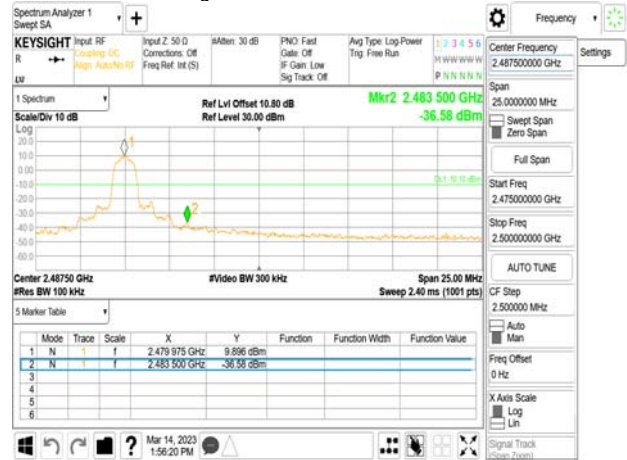 Spectrum Analyzer 1
Swept SA
+
Frequency
KEYSIGHT
Input: RF
Coupling: DC
Align: Auto/No RF
Input Z: 50 Ω
Corrections: Off
Freq Ref: Int (S)
#Atten: 30 dB
PNO: Fast
Gate: Off
IF Gain: Low
Sig Track: Off
Avg Type: Log-Power
Trig: Free Run
1 2 3 4 5 6
M W W W W W
P N N N N N
R
LU
1 Spectrum
Scale/Div 10 dB
Ref Lvl Offset 10.80 dB
Ref Level 30.00 dBm
Mkr2 2.483 500 GHz
-36.58 dBm
Log
20.0
10.0
0.00
-10.0
-20.0
-30.0
-40.0
-50.0
-60.0
1
2
Center 2.48750 GHz
#Res BW 100 kHz
#Video BW 300 kHz
Span 25.00 MHz
Sweep 2.40 ms (1001 pts)
5 Marker Table
Mode Trace Scale X Y Function Function Width Function Value
1 N 1 f 2.479 975 GHz 9.896 dBm
2 N 1 f 2.483 500 GHz -36.58 dBm
3
4
5
6
?
Mar 14, 2023
1:56:20 PM
Center Frequency
2.487500000 GHz
Settings
Span
25.0000000 MHz
Swept Span
Zero Span
Full Span
Start Freq
2.475000000 GHz
Stop Freq
2.500000000 GHz
AUTO TUNE
CF Step
2.500000 MHz
Auto
Man
Freq Offset
0 Hz
X Axis Scale
Log
Lin
Signal Track
(Span Zoom)